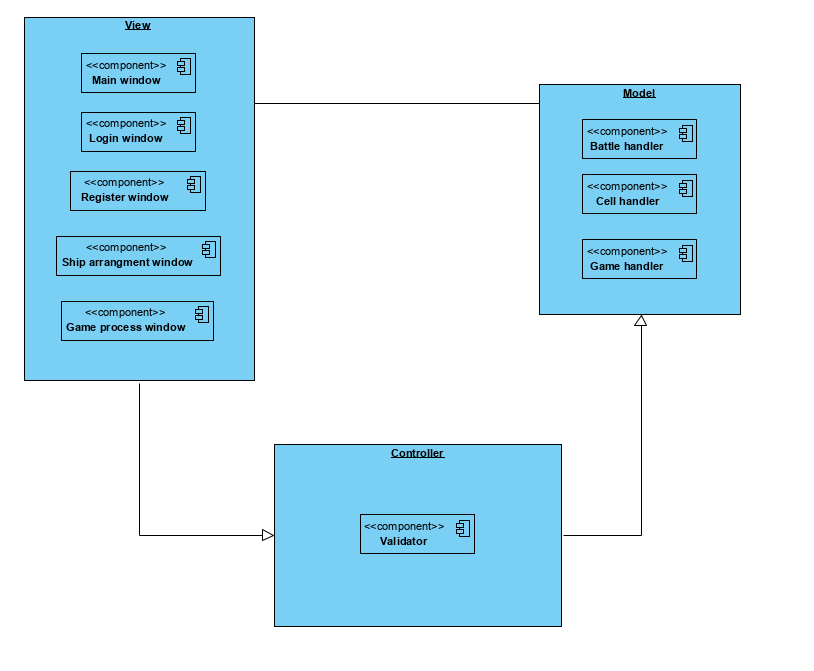 View
<<component>>
Main window
<<component>>
Login window
<<component>>
Register window
<<component>>
Ship arrangment window
<<component>>
Game process window
Model
<<component>>
Battle handler
<<component>>
Cell handler
<<component>>
Game handler
Controller
<<component>>
Validator